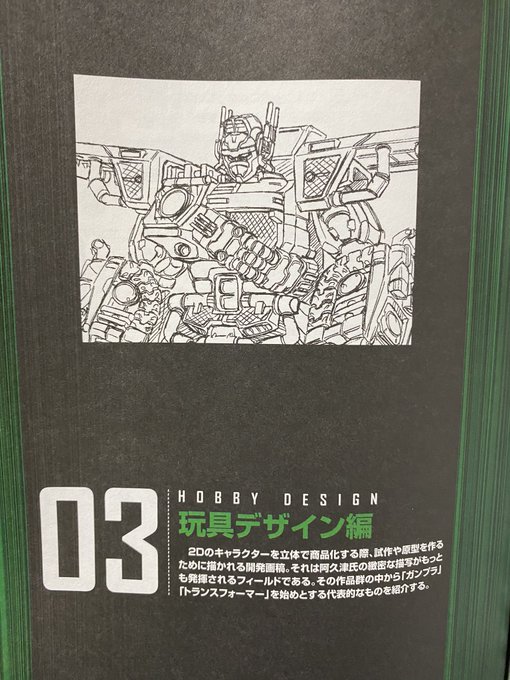 03
HOBBY DESIGN
玩具デザイン編
2Dのキャラクターを立体で商品化する際、試作や原型を作る
ために描かれる開発画稿。それは阿久津氏の緻密な描写がもっと
も発揮されるフィールドである。その作品群の中から「ガンプラ」
「トランスフォーマー」を始めとする代表的なものを紹介する。